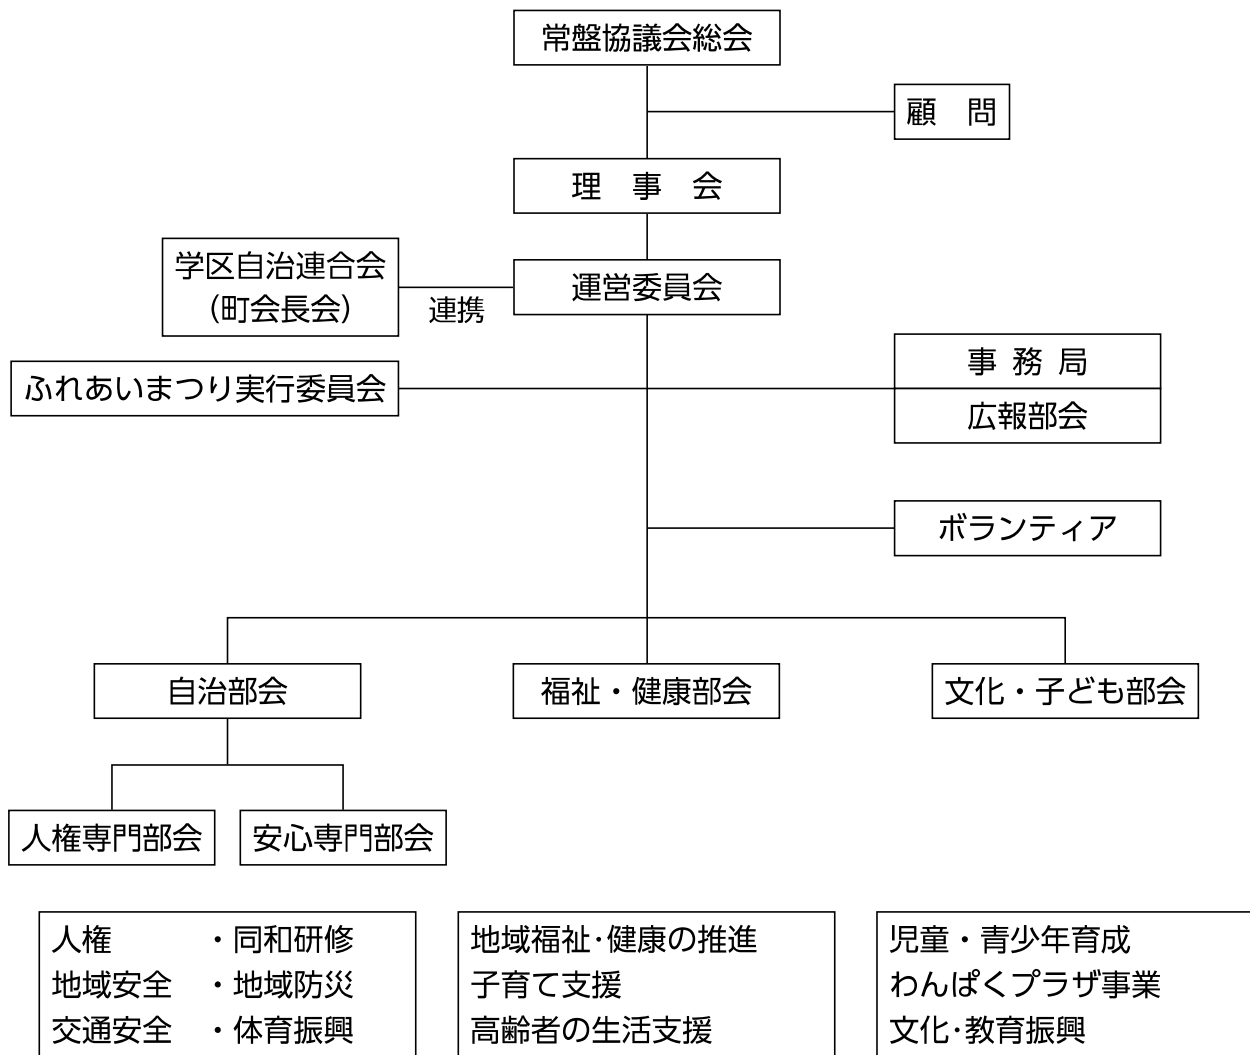 常盤協議会総会
顧　問
理　事　会
学区自治連合会
(町会長会)
連携
運営委員会
ふれあいまつり実行委員会
事 務 局
広報部会
ボランティア
自治部会
福祉・健康部会
文化・子ども部会
人権専門部会
安心専門部会
人権　　　・同和研修
地域安全　・地域防災
交通安全　・体育振興
地域福祉・健康の推進
子育て支援
高齢者の生活支援
児童・青少年育成
わんぱくプラザ事業
文化・教育振興